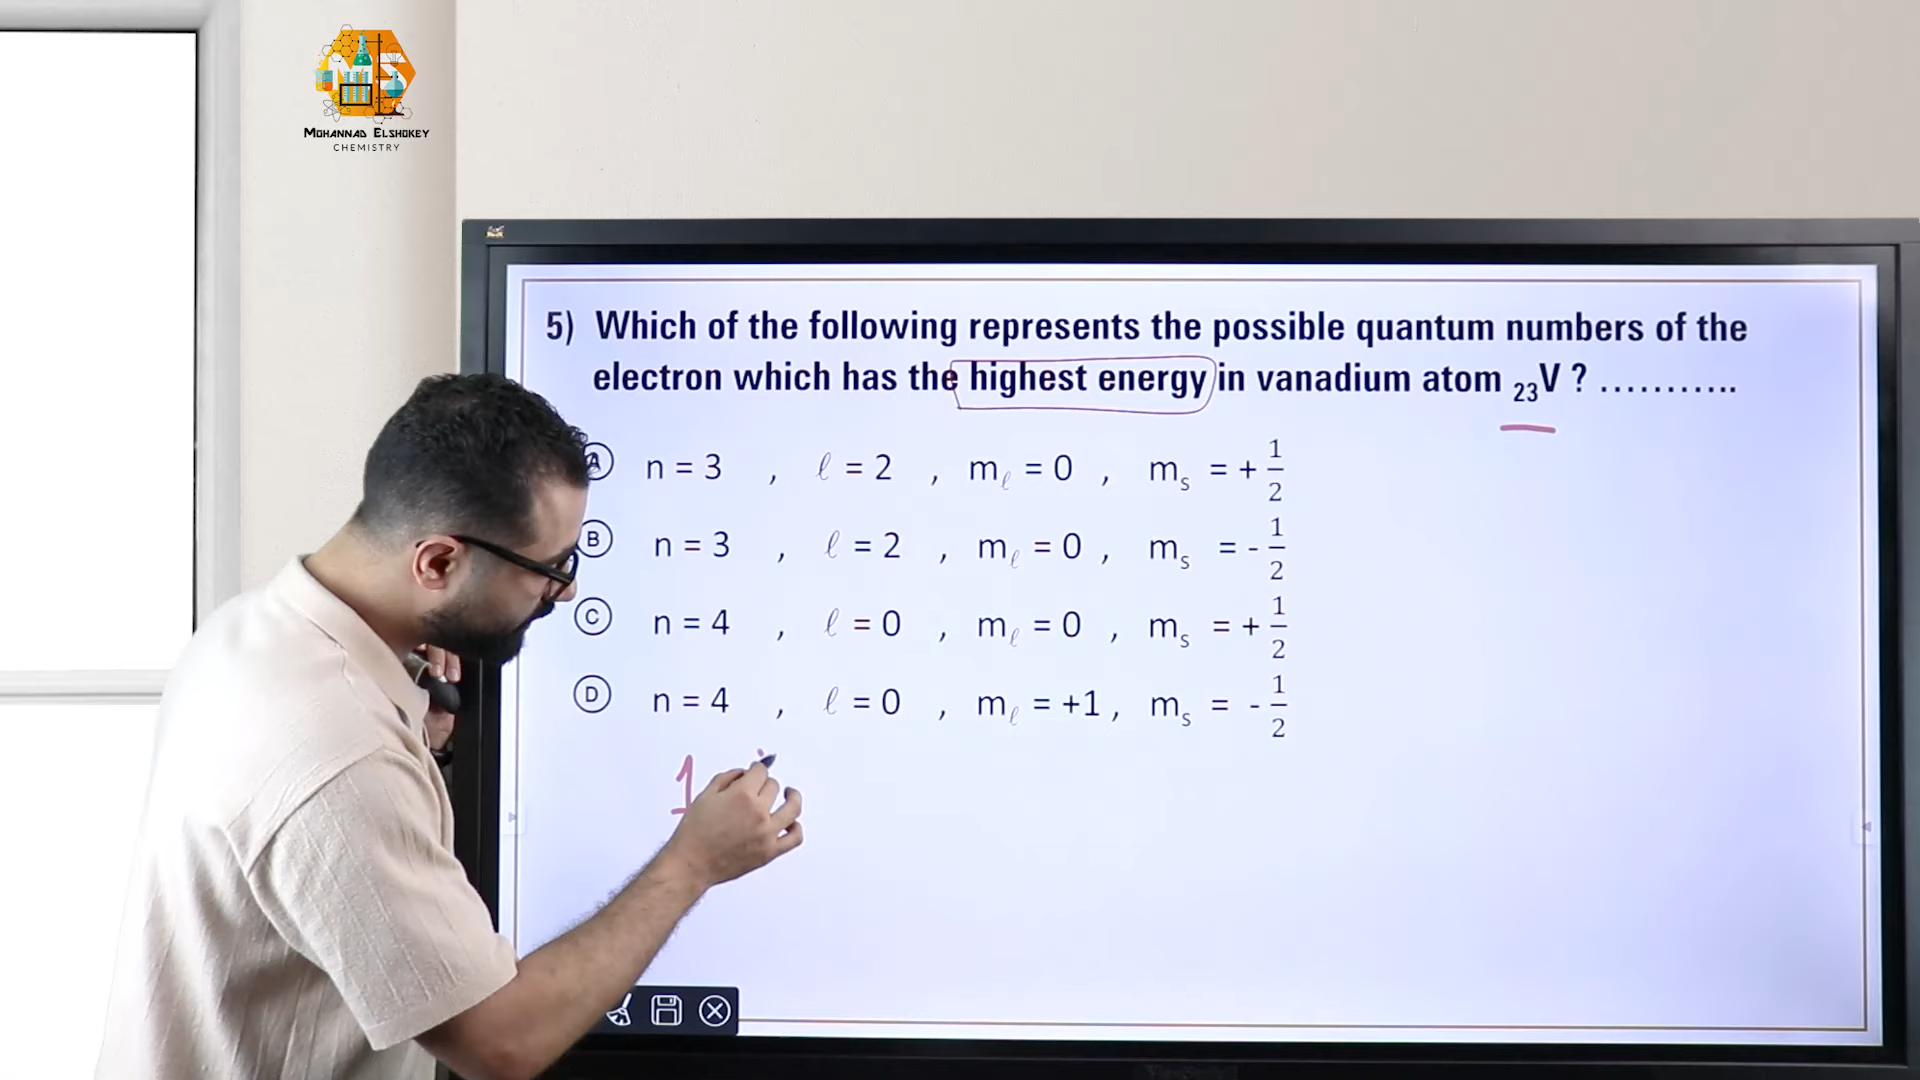 MS
MOHANNAD ELSHOKEY
CHEMISTRY
5) Which of the following represents the possible quantum numbers of the
electron which has the highest energy in vanadium atom ₂₃V ? ...........
A n = 3 , ℓ = 2 , mℓ = 0 , mₛ = + 1/2
B n = 3 , ℓ = 2 , mℓ = 0 , mₛ = - 1/2
C n = 4 , ℓ = 0 , mℓ = 0 , mₛ = + 1/2
D n = 4 , ℓ = 0 , mℓ = +1 , mₛ = - 1/2
1